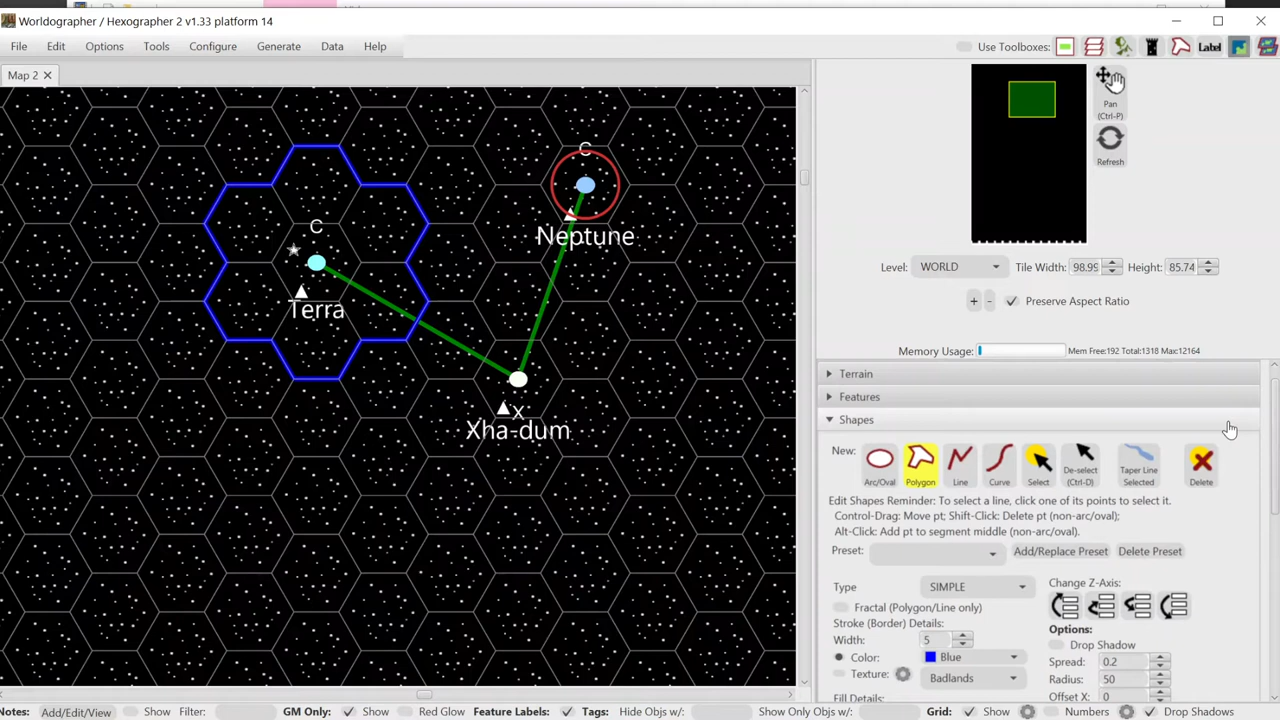 Worldographer / Hexographer 2 v1.33 platform 14
File Edit Options Tools Configure Generate Data Help
Use Toolboxes: Label
Map 2
Pan
(Ctrl-P)
Refresh
C
C
Neptune
Terra
x
Xha-dum
Level: WORLD Tile Width: 98.99 Height: 85.74
+ - Preserve Aspect Ratio
Memory Usage: Mem Free:192 Total:1318 Max:12164
Terrain
Features
Shapes
New: Arc/Oval Polygon Line Curve Select De-select (Ctrl-D) Taper Line Selected Delete
Edit Shapes Reminder: To select a line, click one of its points to select it.
Control-Drag: Move pt; Shift-Click: Delete pt (non-arc/oval);
Alt-Click: Add pt to segment middle (non-arc/oval).
Preset: Add/Replace Preset Delete Preset
Type SIMPLE Change Z-Axis:
Fractal (Polygon/Line only)
Stroke (Border) Details: Options:
Width: 5 Drop Shadow
Color: Blue Spread: 0.2
Texture: Badlands Radius: 50
Fill Details: Offset X: 0
Notes: Add/Edit/View Show Filter: GM Only: Show Red Glow Feature Labels: Tags: Hide Objs w/: Show Only Objs w/: Grid: Show Numbers Drop Shadows